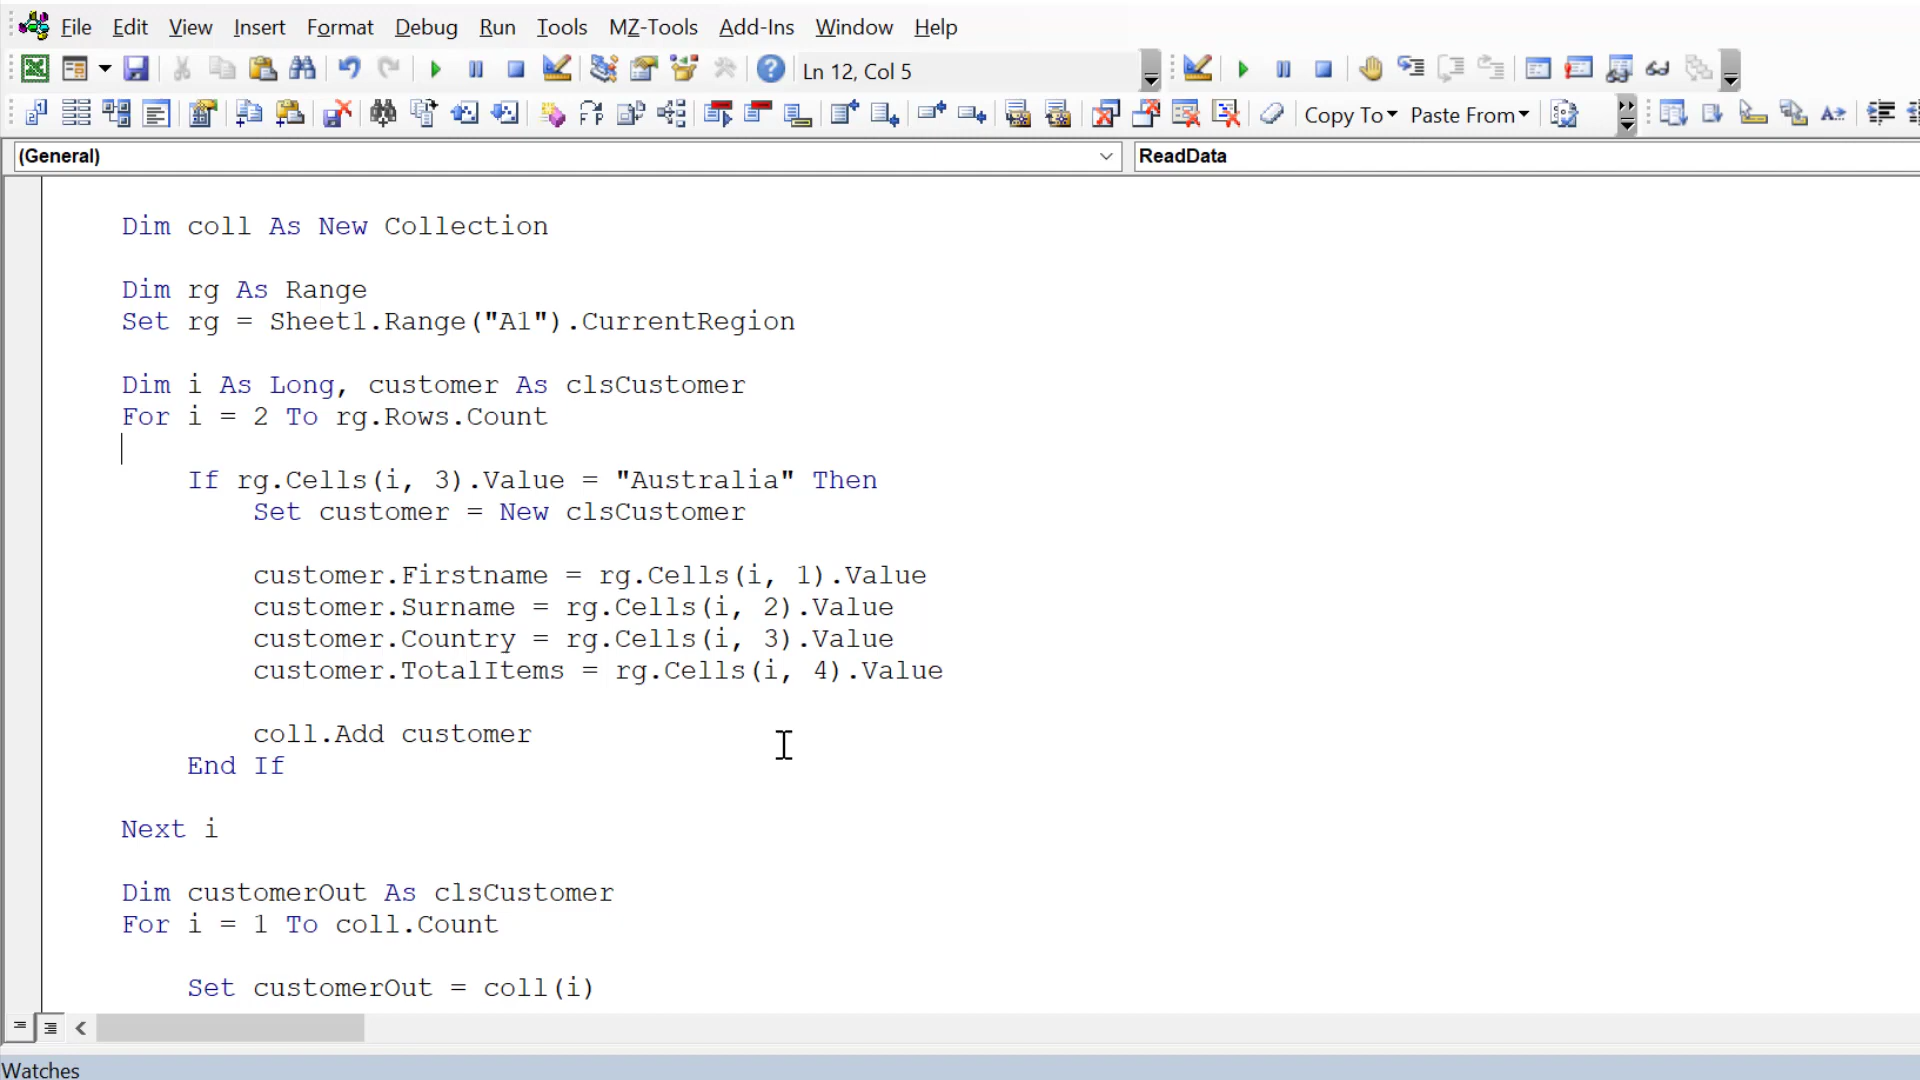 File Edit View Insert Format Debug Run Tools MZ-Tools Add-Ins Window Help
Ln 12, Col 5
Copy To Paste From
(General) ReadData
Dim coll As New Collection
Dim rg As Range
Set rg = Sheet1.Range("A1").CurrentRegion
Dim i As Long, customer As clsCustomer
For i = 2 To rg.Rows.Count
If rg.Cells(i, 3).Value = "Australia" Then
Set customer = New clsCustomer
customer.Firstname = rg.Cells(i, 1).Value
customer.Surname = rg.Cells(i, 2).Value
customer.Country = rg.Cells(i, 3).Value
customer.TotalItems = rg.Cells(i, 4).Value
coll.Add customer
End If
Next i
Dim customerOut As clsCustomer
For i = 1 To coll.Count
Set customerOut = coll(i)
Watches